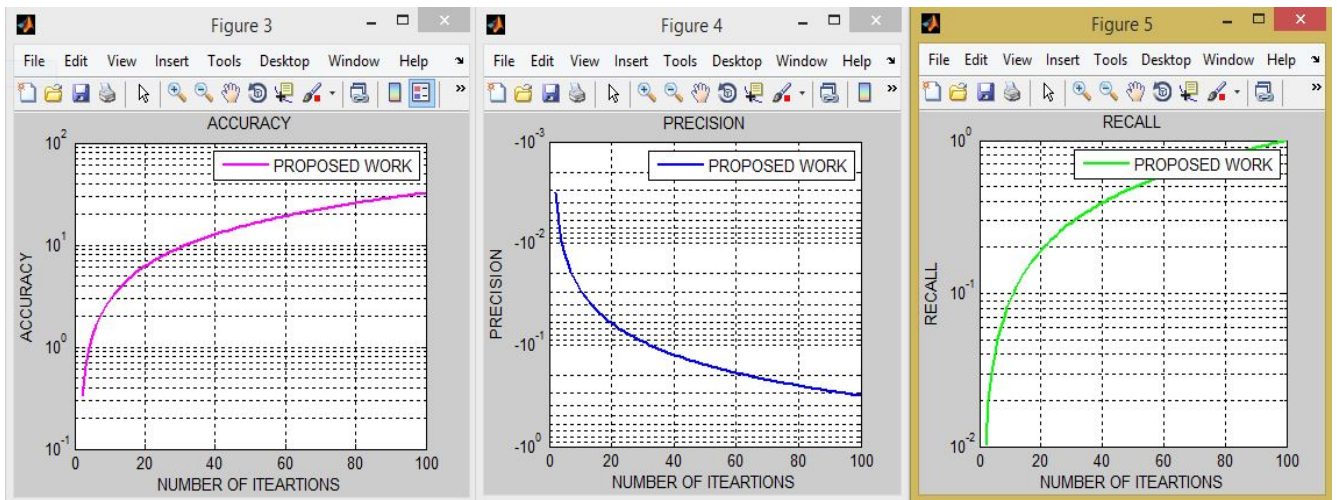 Figure 3
File Edit View Insert Tools Desktop Window Help
ACCURACY
PROPOSED WORK
10^2
10^1
10^0
10^-1
ACCURACY
0 20 40 60 80 100
NUMBER OF ITEARTIONS
Figure 4
File Edit View Insert Tools Desktop Window Help
PRECISION
PROPOSED WORK
-10^-3
-10^-2
-10^-1
-10^0
PRECISION
0 20 40 60 80 100
NUMBER OF ITEARTIONS
Figure 5
File Edit View Insert Tools Desktop Window Help
RECALL
PROPOSED WORK
10^0
10^-1
10^-2
RECALL
0 20 40 60 80 100
NUMBER OF ITEARTIONS